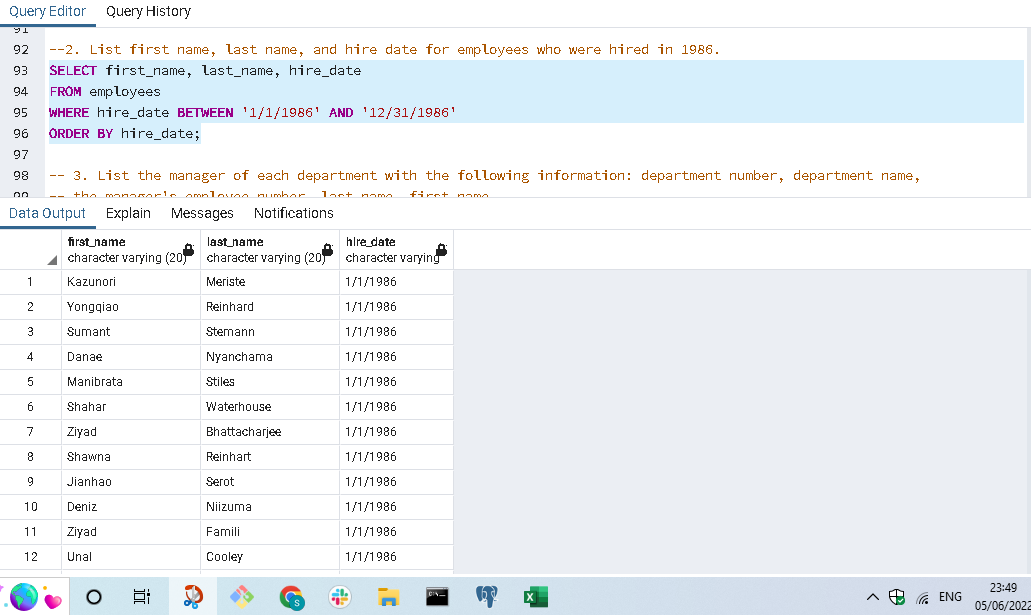 Query Editor Query History
91
92 --2. List first name, last name, and hire date for employees who were hired in 1986.
93 SELECT first_name, last_name, hire_date
94 FROM employees
95 WHERE hire_date BETWEEN '1/1/1986' AND '12/31/1986'
96 ORDER BY hire_date;
97
98 -- 3. List the manager of each department with the following information: department number, department name,
99 -- the manager's employee number, last name, first name
Data Output Explain Messages Notifications
first_name last_name hire_date
character varying (20) character varying (20) character varying
1 Kazunori Meriste 1/1/1986
2 Yongqiao Reinhard 1/1/1986
3 Sumant Stemann 1/1/1986
4 Danae Nyanchama 1/1/1986
5 Manibrata Stiles 1/1/1986
6 Shahar Waterhouse 1/1/1986
7 Ziyad Bhattacharjee 1/1/1986
8 Shawna Reinhart 1/1/1986
9 Jianhao Serot 1/1/1986
10 Deniz Niizuma 1/1/1986
11 Ziyad Famili 1/1/1986
12 Unal Cooley 1/1/1986
S
ENG
23:49
05/06/2022